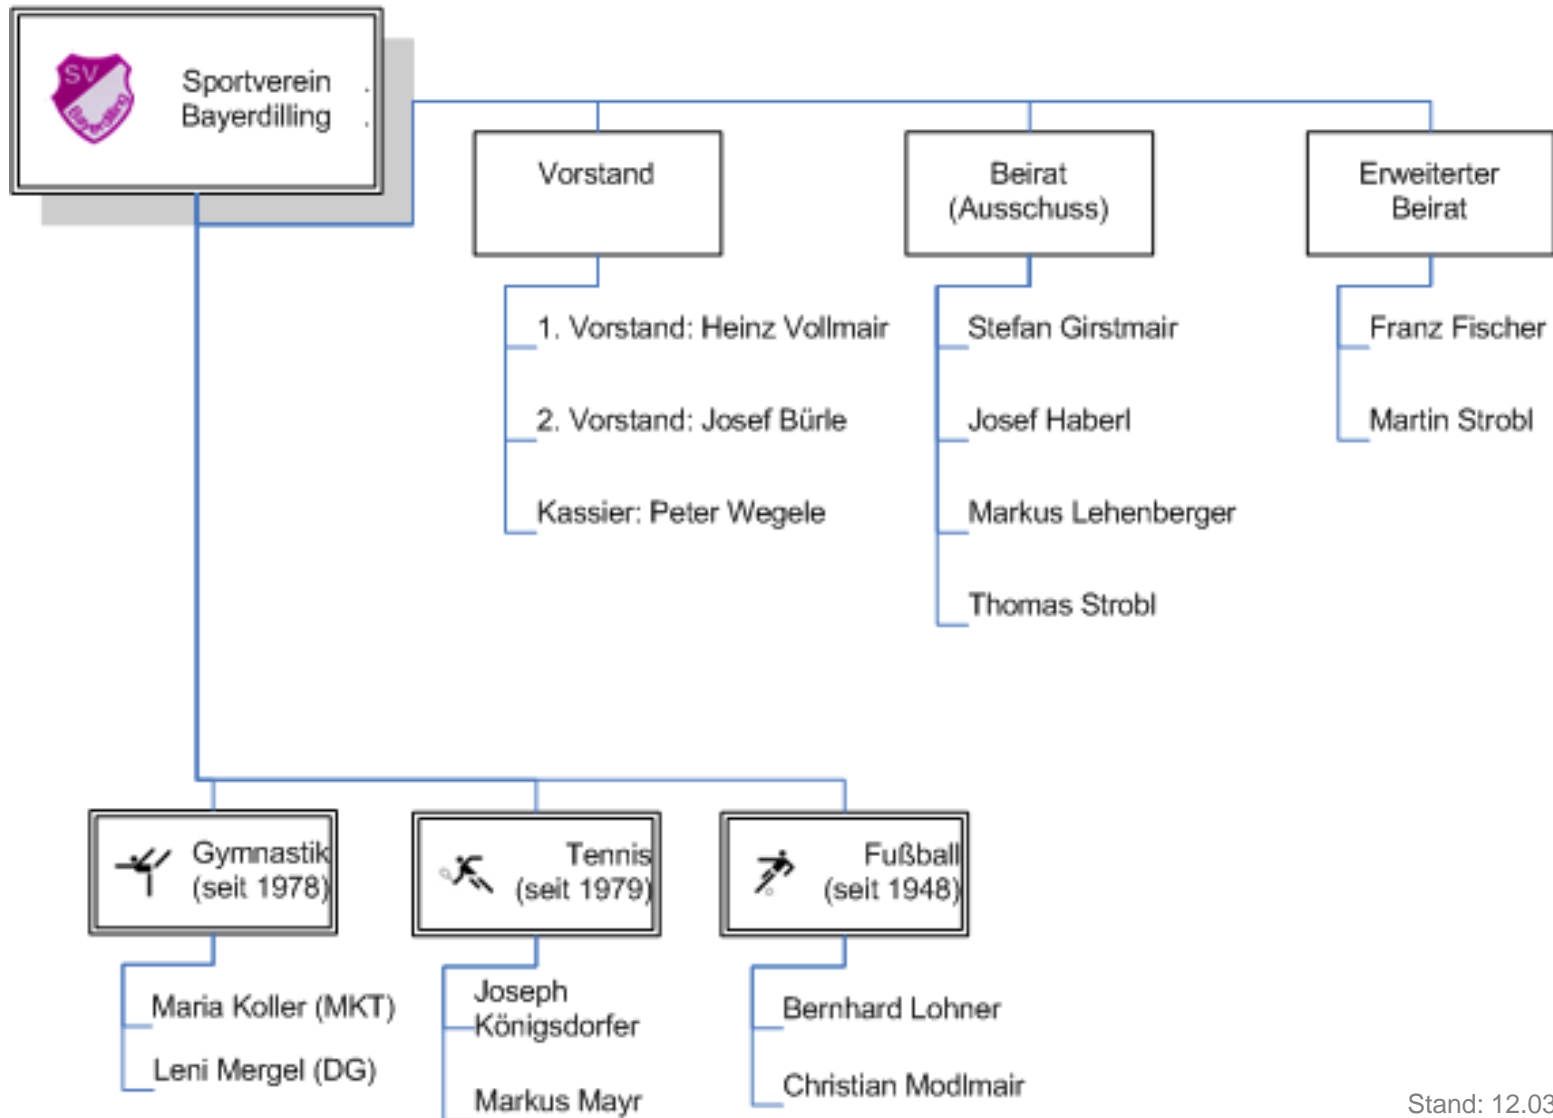 SV
Bayerdilling
Sportverein .
Bayerdilling .
Vorstand
Beirat
(Ausschuss)
Erweiterter
Beirat
1. Vorstand: Heinz Vollmair
2. Vorstand: Josef Bürle
Kassier: Peter Wegele
Stefan Girstmair
Josef Haberl
Markus Lehenberger
Thomas Strobl
Franz Fischer
Martin Strobl
Gymnastik
(seit 1978)
Tennis
(seit 1979)
Fußball
(seit 1948)
Maria Koller (MKT)
Leni Mergel (DG)
Joseph
Königsdorfer
Markus Mayr
Bernhard Lohner
Christian Modlmair
Stand: 12.03